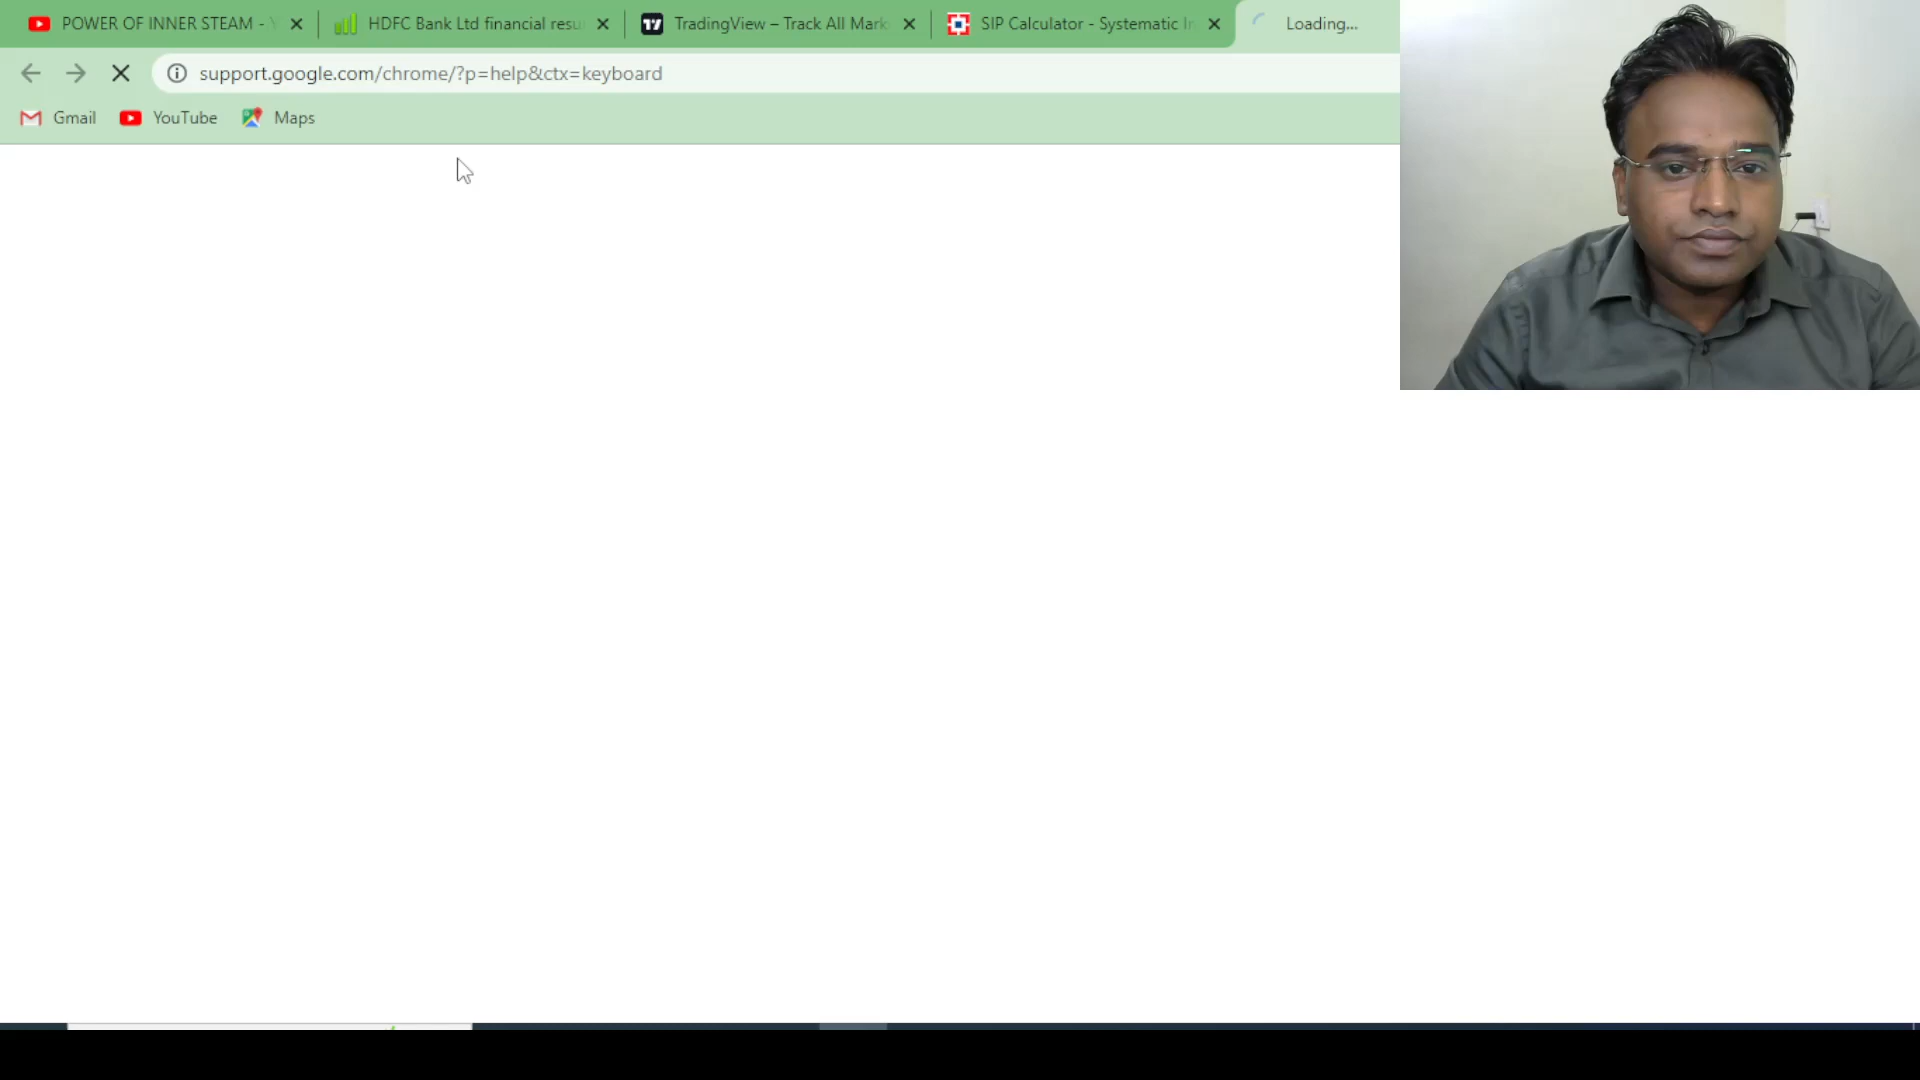 POWER OF INNER STEAM -
HDFC Bank Ltd financial resu
TradingView – Track All Mark
SIP Calculator - Systematic In
Loading...
support.google.com/chrome/?p=help&ctx=keyboard
Gmail
YouTube
Maps